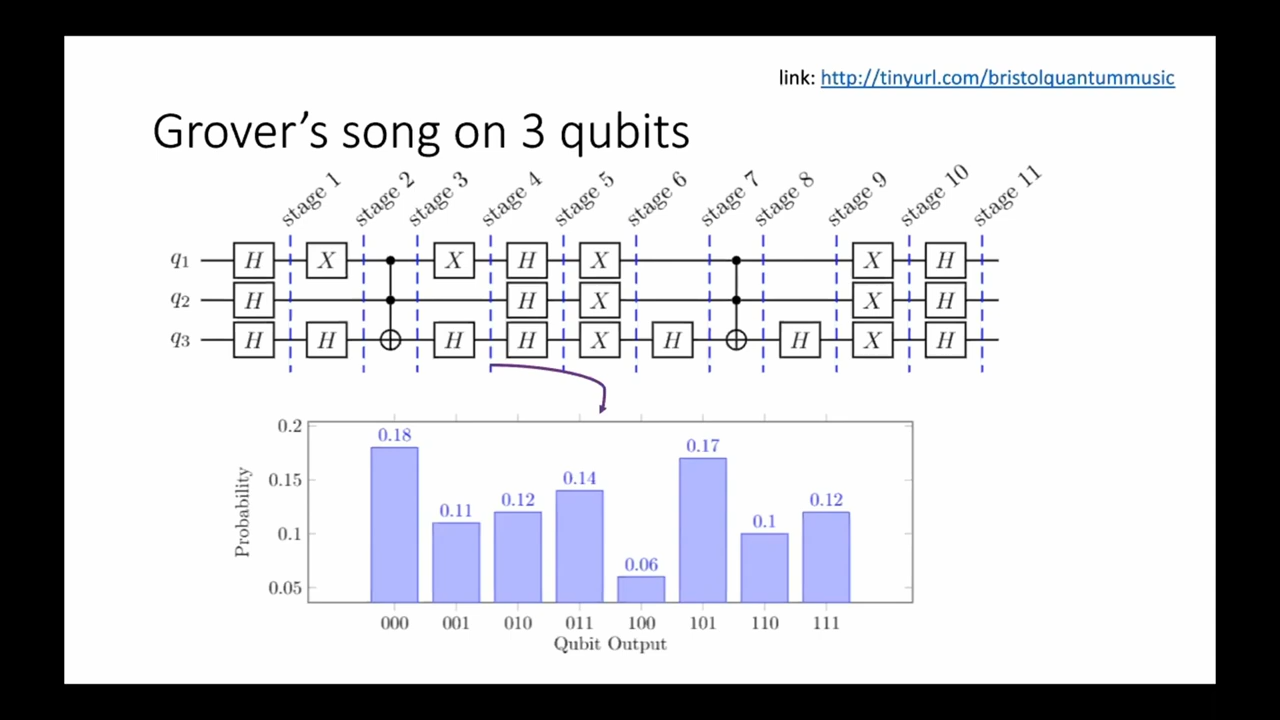 link: http://tinyurl.com/bristolquantummusic
Grover's song on 3 qubits
stage 1 stage 2 stage 3 stage 4 stage 5 stage 6 stage 7 stage 8 stage 9 stage 10 stage 11
q1 H X X H X X H
q2 H H X X H
q3 H H H H X H H X H
0.2
0.15
0.1
0.05
Probability
0.18 0.11 0.12 0.14 0.06 0.17 0.1 0.12
000 001 010 011 100 101 110 111
Qubit Output